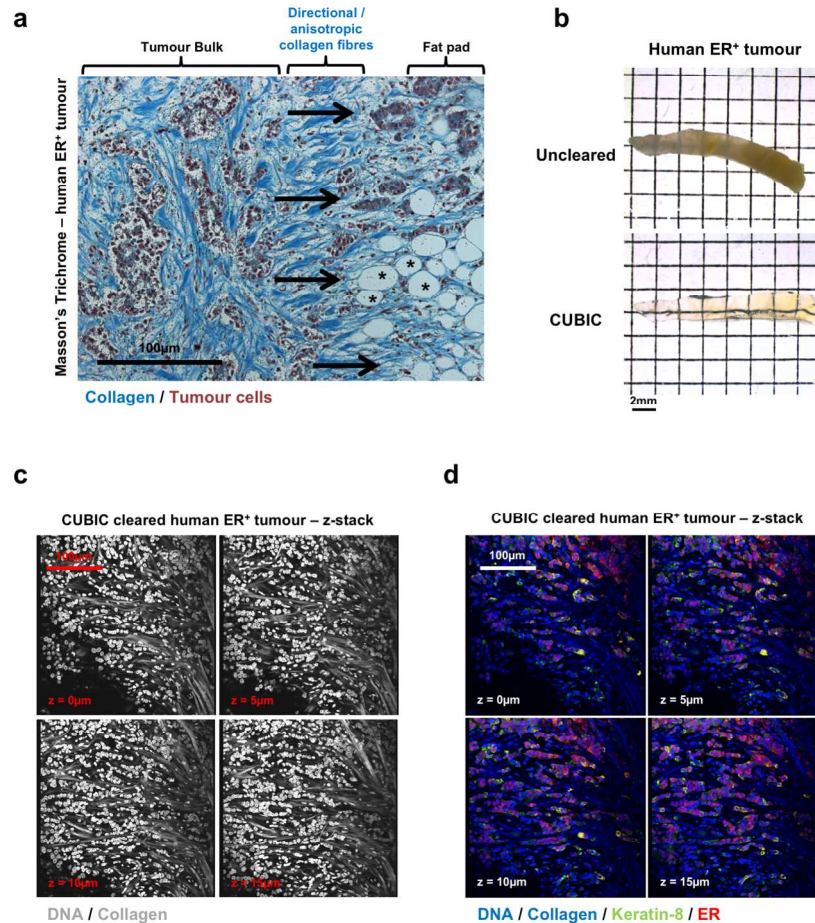 a
Directional /
anisotropic
collagen fibres
Tumour Bulk
Fat pad
Masson's Trichrome – human ER⁺ tumour
* * * *
100µm
Collagen / Tumour cells
b
Human ER⁺ tumour
Uncleared
CUBIC
2mm
c
CUBIC cleared human ER⁺ tumour – z-stack
100µm
z = 0µm
z = 5µm
z = 10µm
z = 15µm
DNA / Collagen
d
CUBIC cleared human ER⁺ tumour – z-stack
100µm
z = 0µm
z = 5µm
z = 10µm
z = 15µm
DNA / Collagen / Keratin-8 / ER